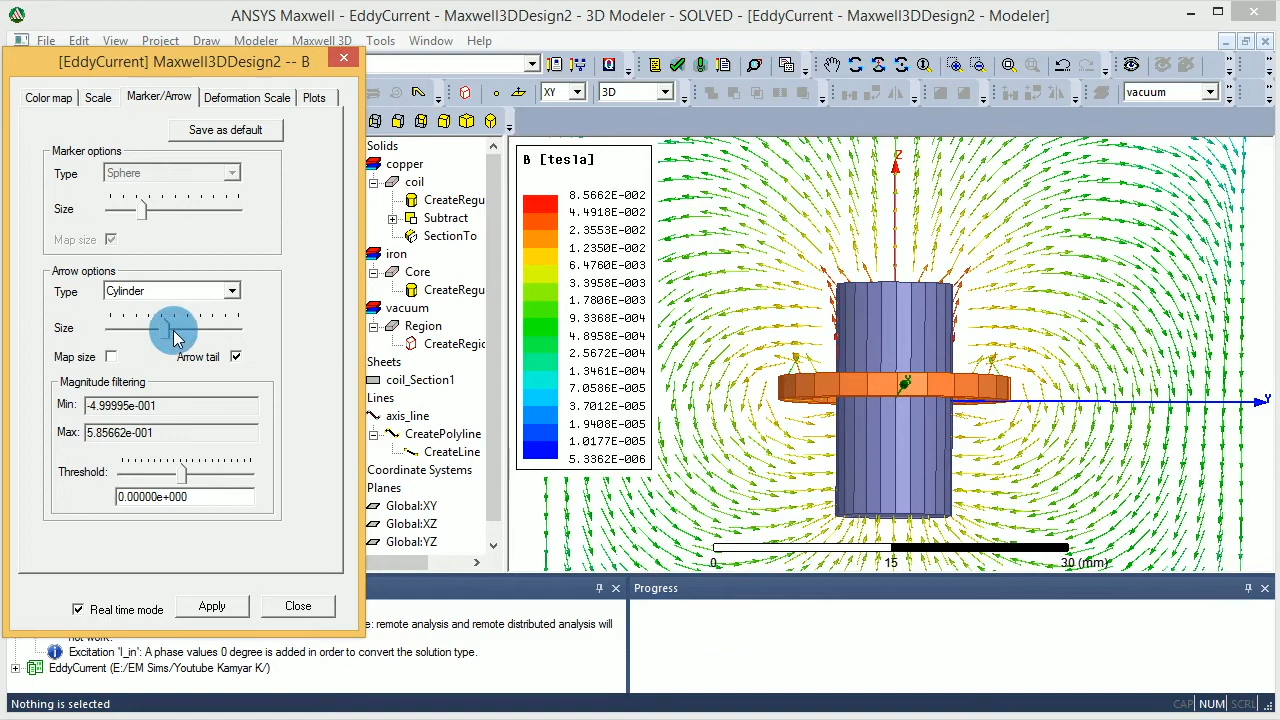 ANSYS Maxwell - EddyCurrent - Maxwell3DDesign2 - 3D Modeler - SOLVED - [EddyCurrent - Maxwell3DDesign2 - Modeler]
File Edit View Project Draw Modeler Maxwell 3D Tools Window Help
[EddyCurrent] Maxwell3DDesign2 -- B
Color map Scale Marker/Arrow Deformation Scale Plots
Save as default
Marker options
Type Sphere
Size
Map size
Arrow options
Type Cylinder
Size
Map size Arrow tail
Magnitude filtering
Min: -4.99995e-001
Max: 5.85662e-001
Threshold:
0.00000e+000
Real time mode Apply Close
XY 3D vacuum
Solids
copper
coil
CreateRegu
Subtract
SectionTo
iron
Core
CreateRegu
vacuum
Region
CreateRegio
Sheets
coil_Section1
Lines
axis_line
CreatePolyline
CreateLine
Coordinate Systems
Planes
Global:XY
Global:XZ
Global:YZ
B [tesla]
8.5662E-002
4.4918E-002
2.3553E-002
1.2350E-002
6.4760E-003
3.3958E-003
1.7806E-003
9.3368E-004
4.8958E-004
2.5672E-004
1.3461E-004
7.0586E-005
3.7012E-005
1.9408E-005
1.0177E-005
5.3362E-006
Z
Y
0 15 30 (mm)
Progress
e: remote analysis and remote distributed analysis will
not work.
Excitation 'I_in': A phase values 0 degree is added in order to convert the solution type.
EddyCurrent (E:/EM Sims/Youtube Kamyar K/)
Nothing is selected
CAP NUM SCRL